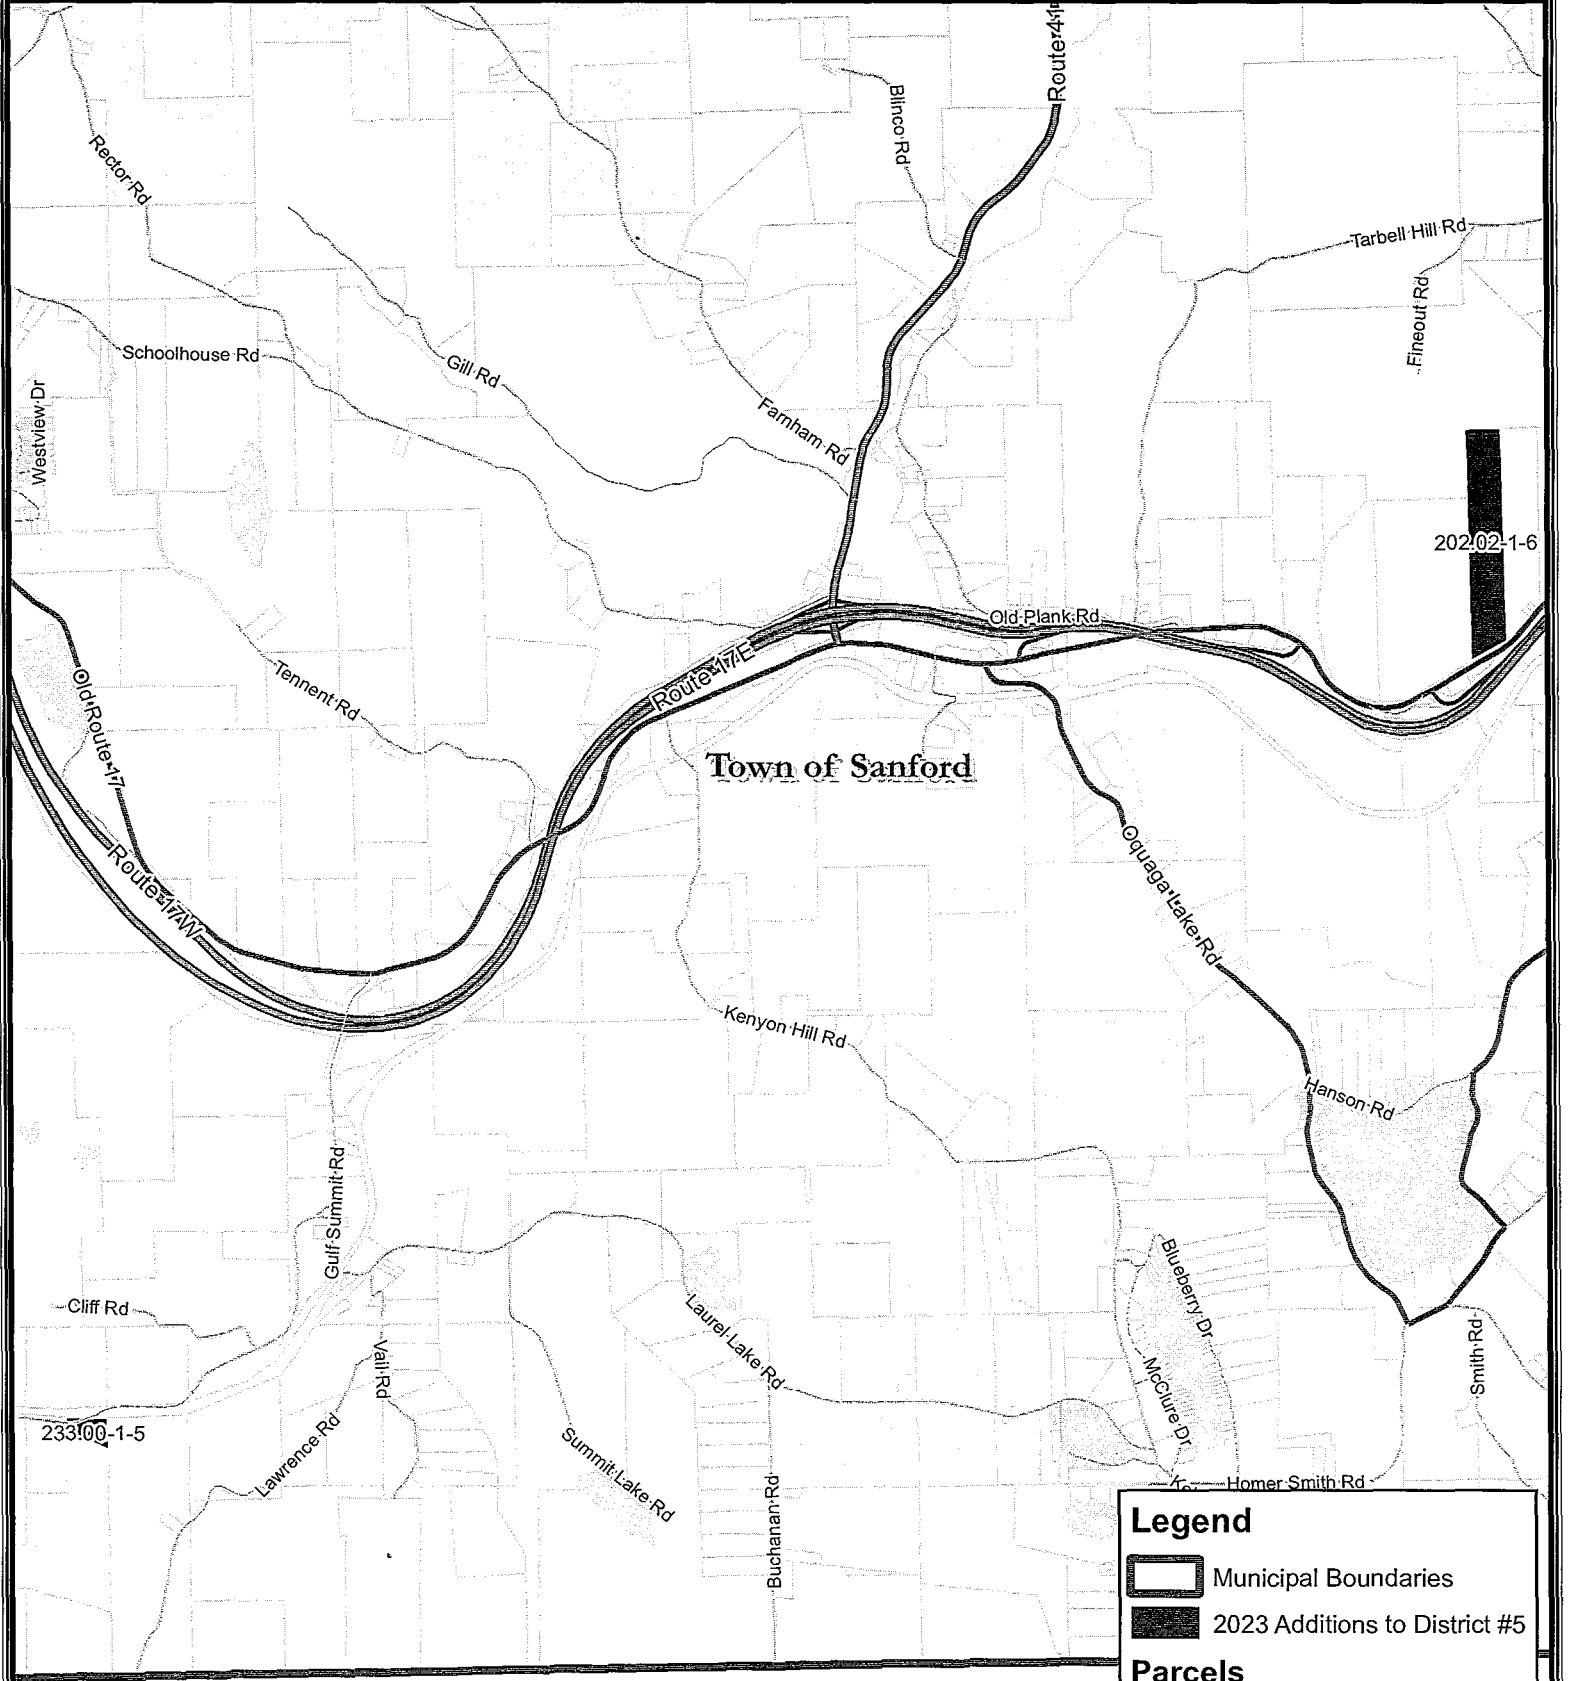 Route 41
Blinco Rd
Rector Rd
Tarbell Hill Rd
Fineout Rd
Schoolhouse Rd
Gill Rd
Westview Dr
Farnham Rd
202.02-1-6
Old Plank Rd
Route 17E
Tennent Rd
Old Route 17
Town of Sanford
Route 17W
Oquaga Lake Rd
Kenyon Hill Rd
Hanson Rd
Gulf Summit Rd
Blueberry Dr
Cliff Rd
Laurel Lake Rd
Vail Rd
Smith Rd
McClure Dr
233.00-1-5
Lawrence Rd
Summit Lake Rd
Buchanan Rd
Homer Smith Rd
Legend
Municipal Boundaries
2023 Additions to District #5
Parcels